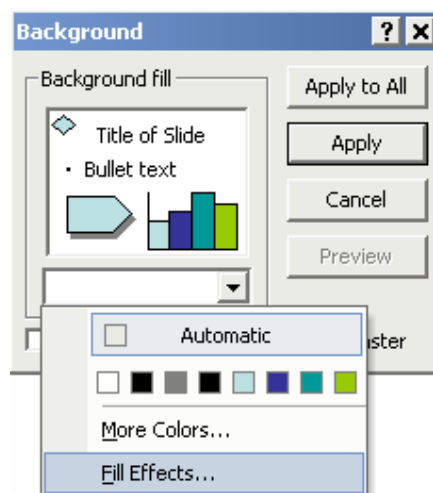 Background ? X
Background fill
Title of Slide
• Bullet text
Apply to All
Apply
Cancel
Preview
Automatic
More Colors...
Fill Effects...